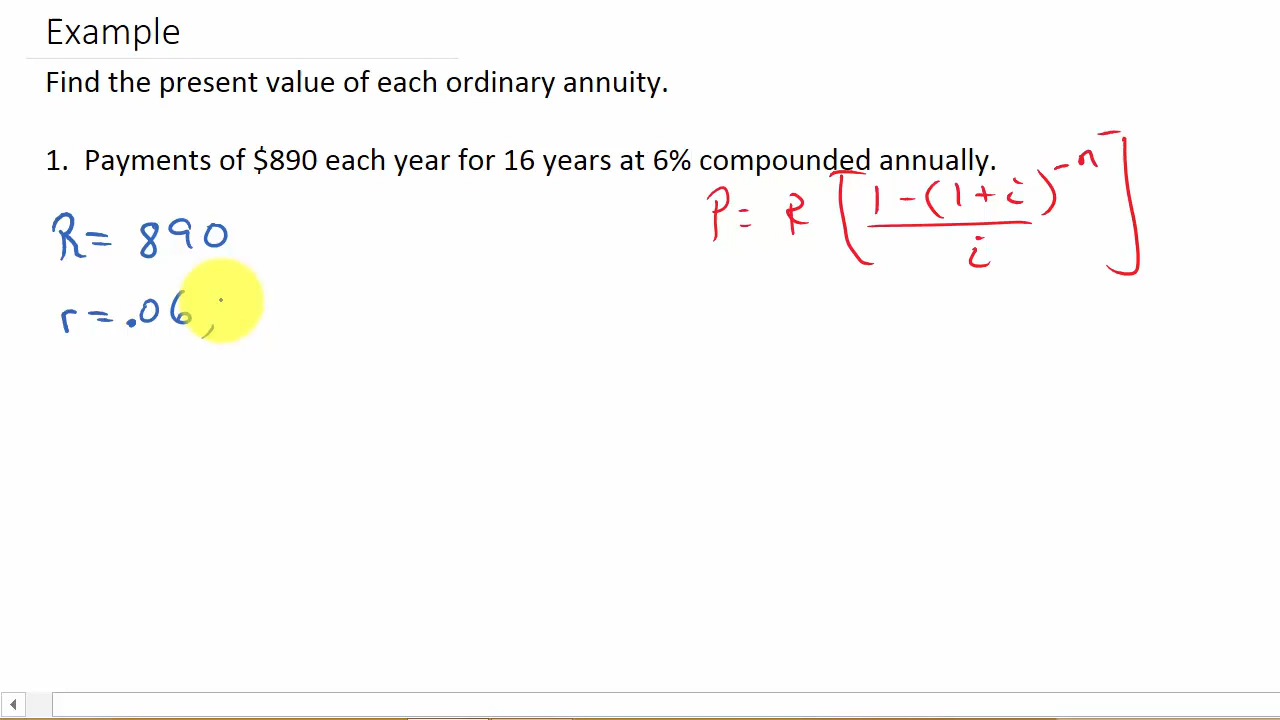 Example
Find the present value of each ordinary annuity.
1. Payments of $890 each year for 16 years at 6% compounded annually.
P = R [ 1 - (1 + i)^-n / i ]
R = 890
r = .06,